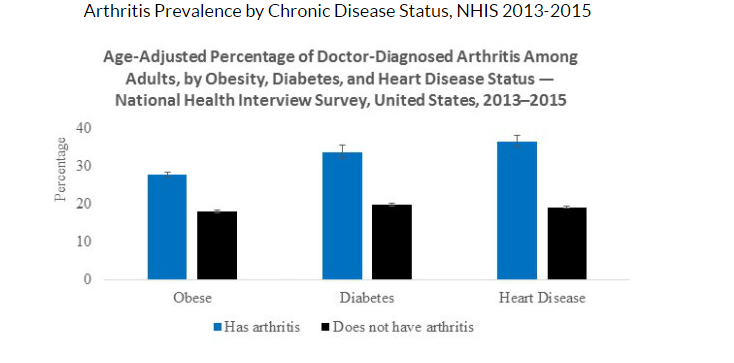 Arthritis Prevalence by Chronic Disease Status, NHIS 2013-2015
Age-Adjusted Percentage of Doctor-Diagnosed Arthritis Among
Adults, by Obesity, Diabetes, and Heart Disease Status —
National Health Interview Survey, United States, 2013–2015
Percentage
40
30
20
10
0
Obese Diabetes Heart Disease
Has arthritis Does not have arthritis